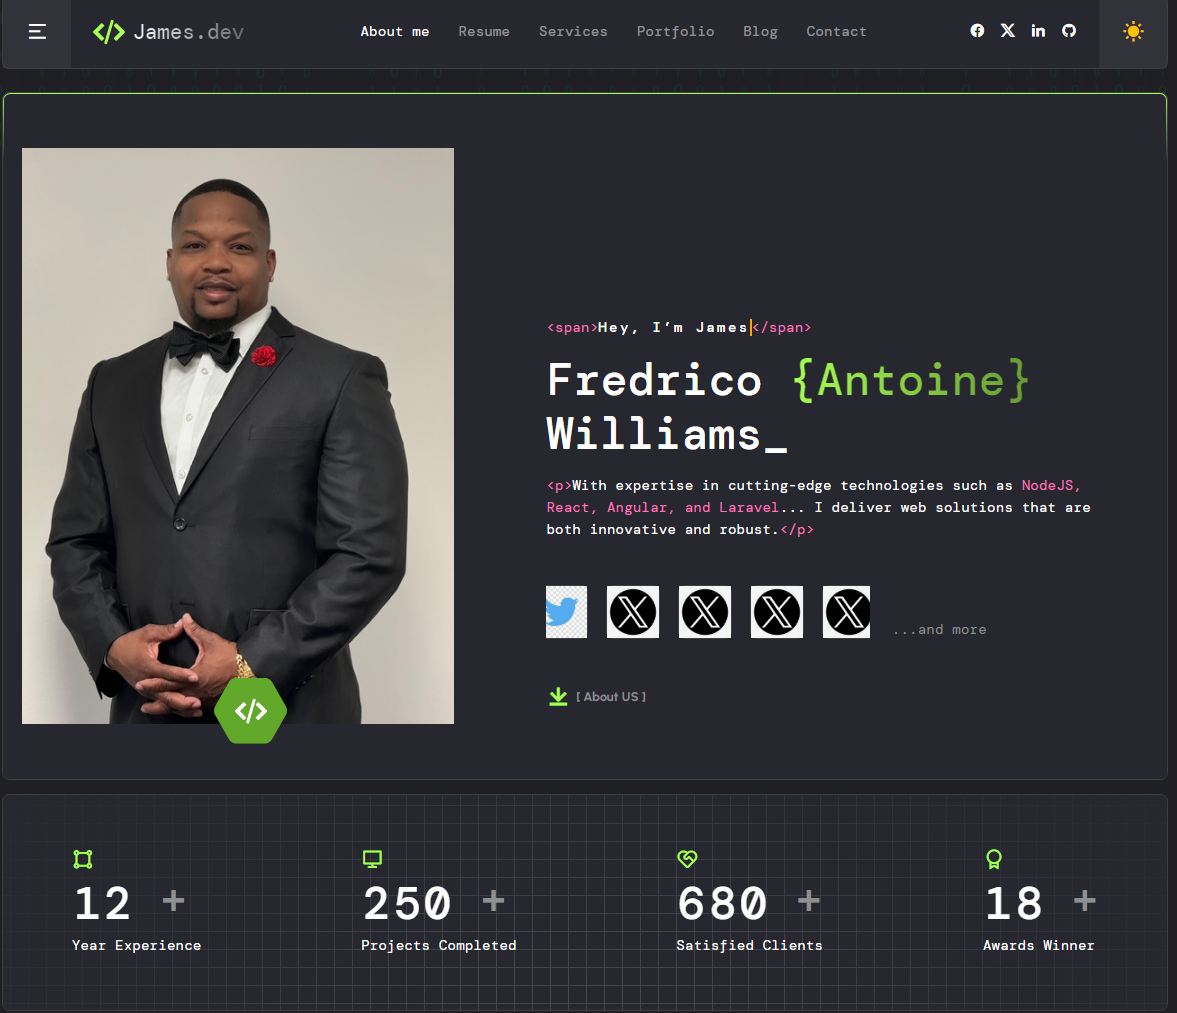 </> James.dev
About me Resume Services Portfolio Blog Contact
<span>Hey, I’m James</span>
Fredrico {Antoine}
Williams_
<p>With expertise in cutting-edge technologies such as NodeJS,
React, Angular, and Laravel... I deliver web solutions that are
both innovative and robust.</p>
...and more
[ About US ]
</>
12 + 250 + 680 + 18 +
Year Experience Projects Completed Satisfied Clients Awards Winner